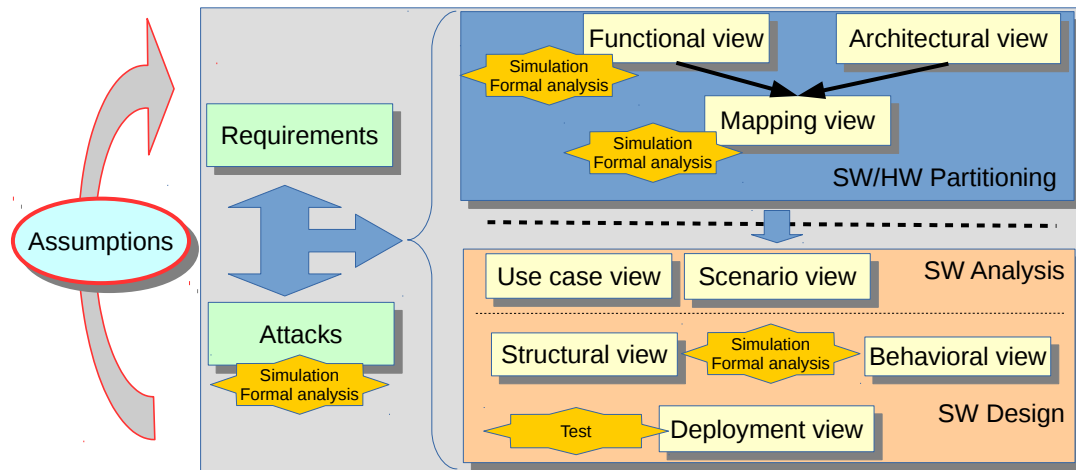 Functional view
Architectural view
Simulation
Formal analysis
Mapping view
Simulation
Formal analysis
SW/HW Partitioning
Requirements
Assumptions
Attacks
Simulation
Formal analysis
Use case view
Scenario view
SW Analysis
Structural view
Simulation
Formal analysis
Behavioral view
SW Design
Test
Deployment view